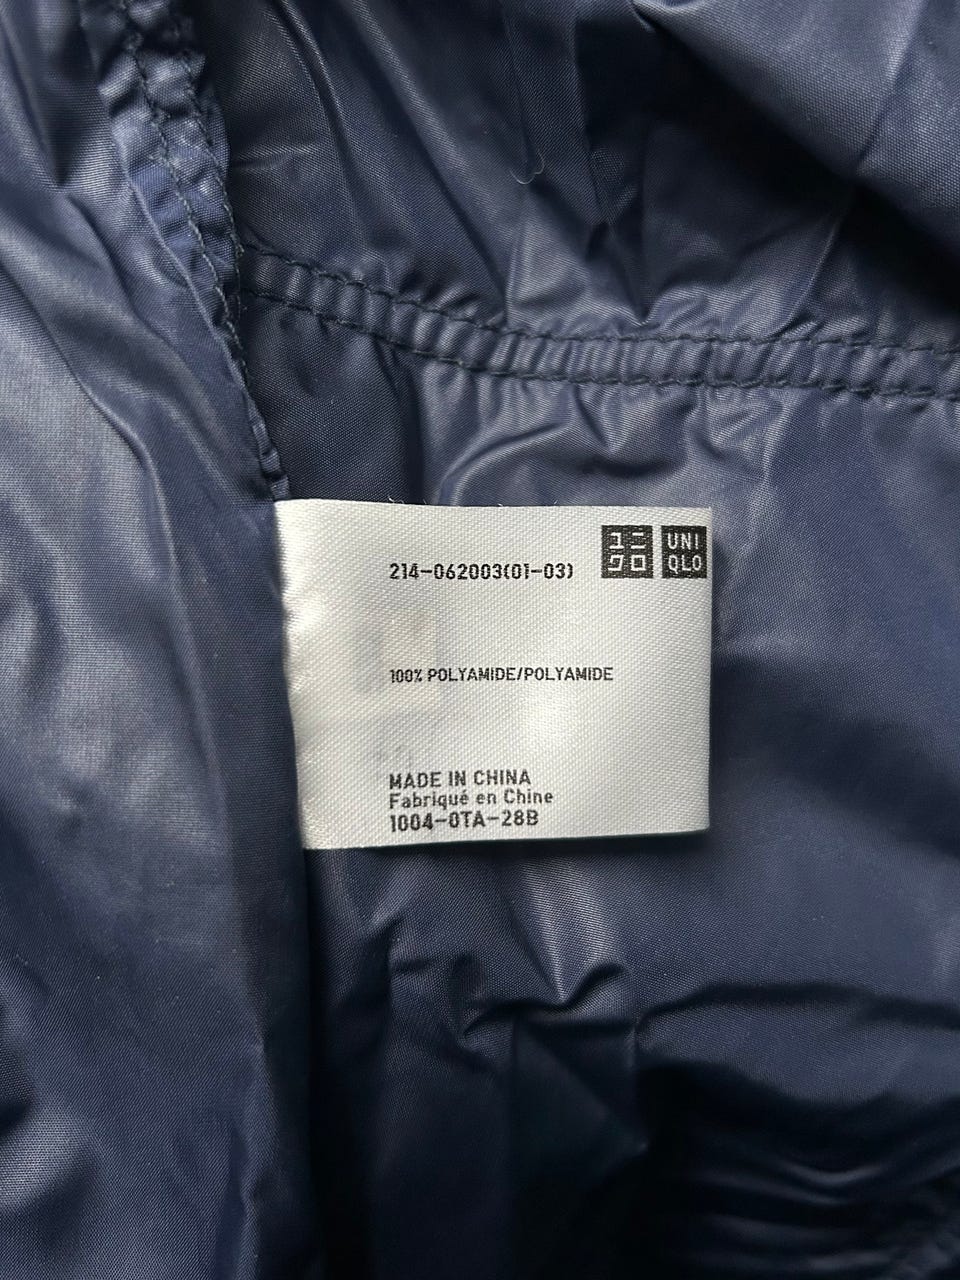 ユニ
クロ
UNI
QLO
214-062003(01-03)
100% POLYAMIDE/POLYAMIDE
MADE IN CHINA
Fabriqué en Chine
1004-0TA-28B